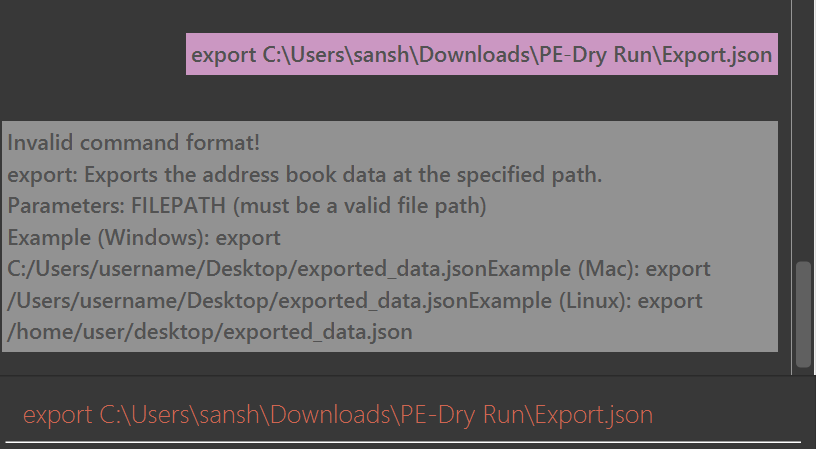 export C:\Users\sansh\Downloads\PE-Dry Run\Export.json
Invalid command format!
export: Exports the address book data at the specified path.
Parameters: FILEPATH (must be a valid file path)
Example (Windows): export
C:/Users/username/Desktop/exported_data.jsonExample (Mac): export
/Users/username/Desktop/exported_data.jsonExample (Linux): export
/home/user/desktop/exported_data.json
export C:\Users\sansh\Downloads\PE-Dry Run\Export.json